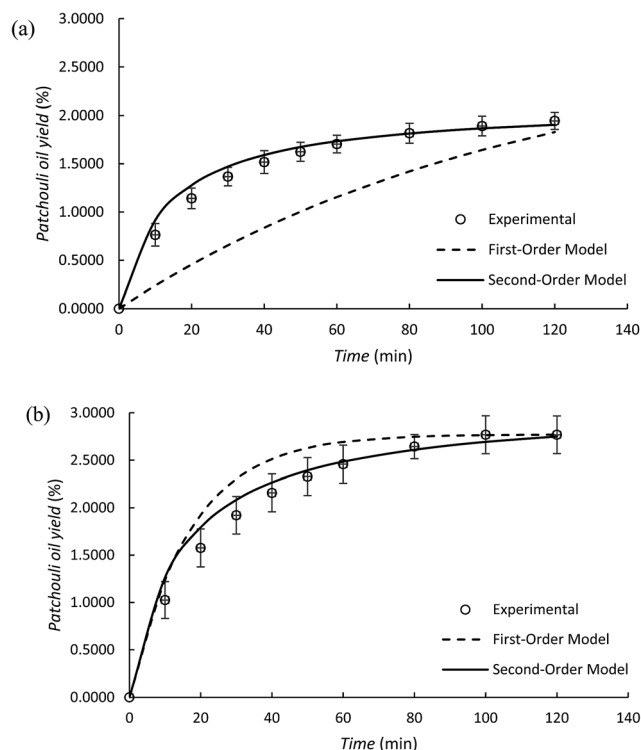 (a)
3.0000
2.5000
2.0000
1.5000
1.0000
0.5000
0.0000
Patchouli oil yield (%)
0 20 40 60 80 100 120 140
Time (min)
Experimental
First-Order Model
Second-Order Model
(b)
3.0000
2.5000
2.0000
1.5000
1.0000
0.5000
0.0000
Patchouli oil yield (%)
0 20 40 60 80 100 120 140
Time (min)
Experimental
First-Order Model
Second-Order Model